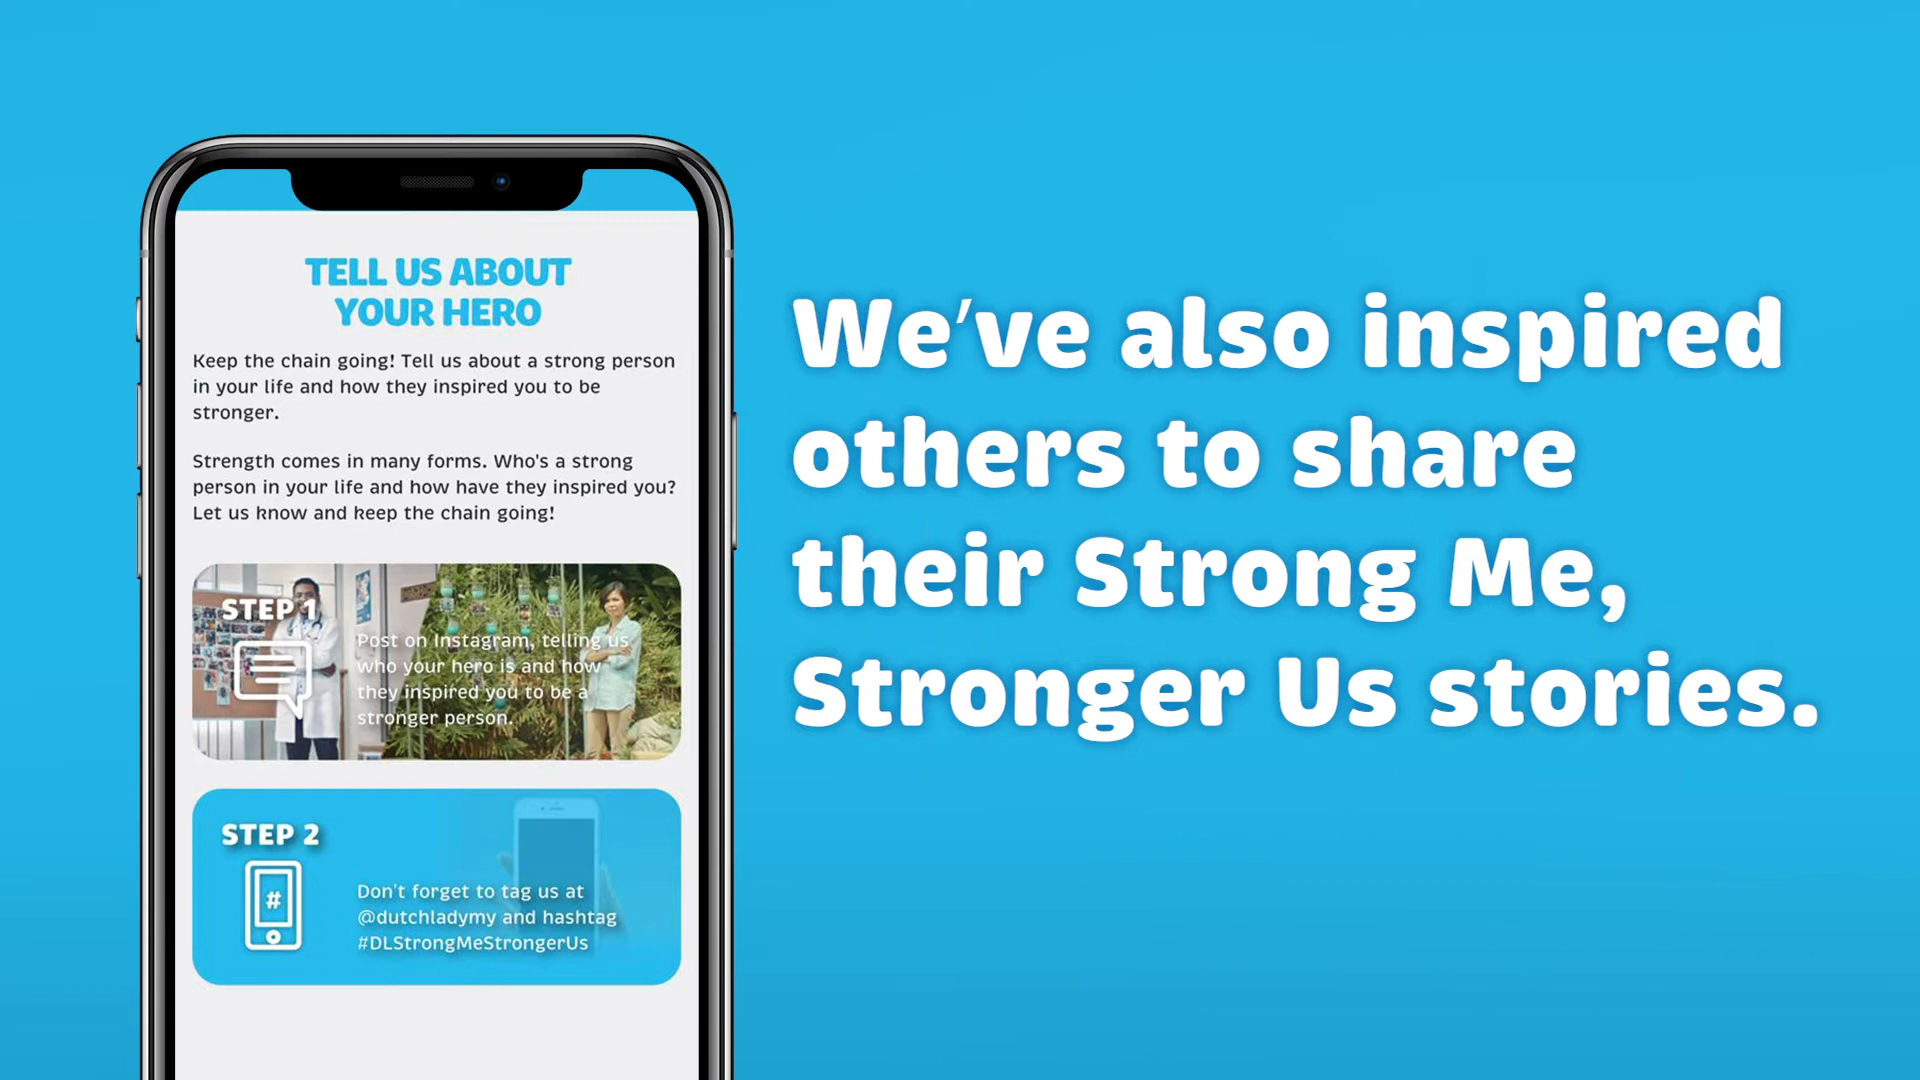 TELL US ABOUT
YOUR HERO
Keep the chain going! Tell us about a strong person
in your life and how they inspired you to be
stronger.
Strength comes in many forms. Who's a strong
person in your life and how have they inspired you?
Let us know and keep the chain going!
STEP 1
Post on Instagram, telling us
who your hero is and how
they inspired you to be a
stronger person.
STEP 2
#
Don't forget to tag us at
@dutchladymy and hashtag
#DLStrongMeStrongerUs
We've also inspired
others to share
their Strong Me,
Stronger Us stories.